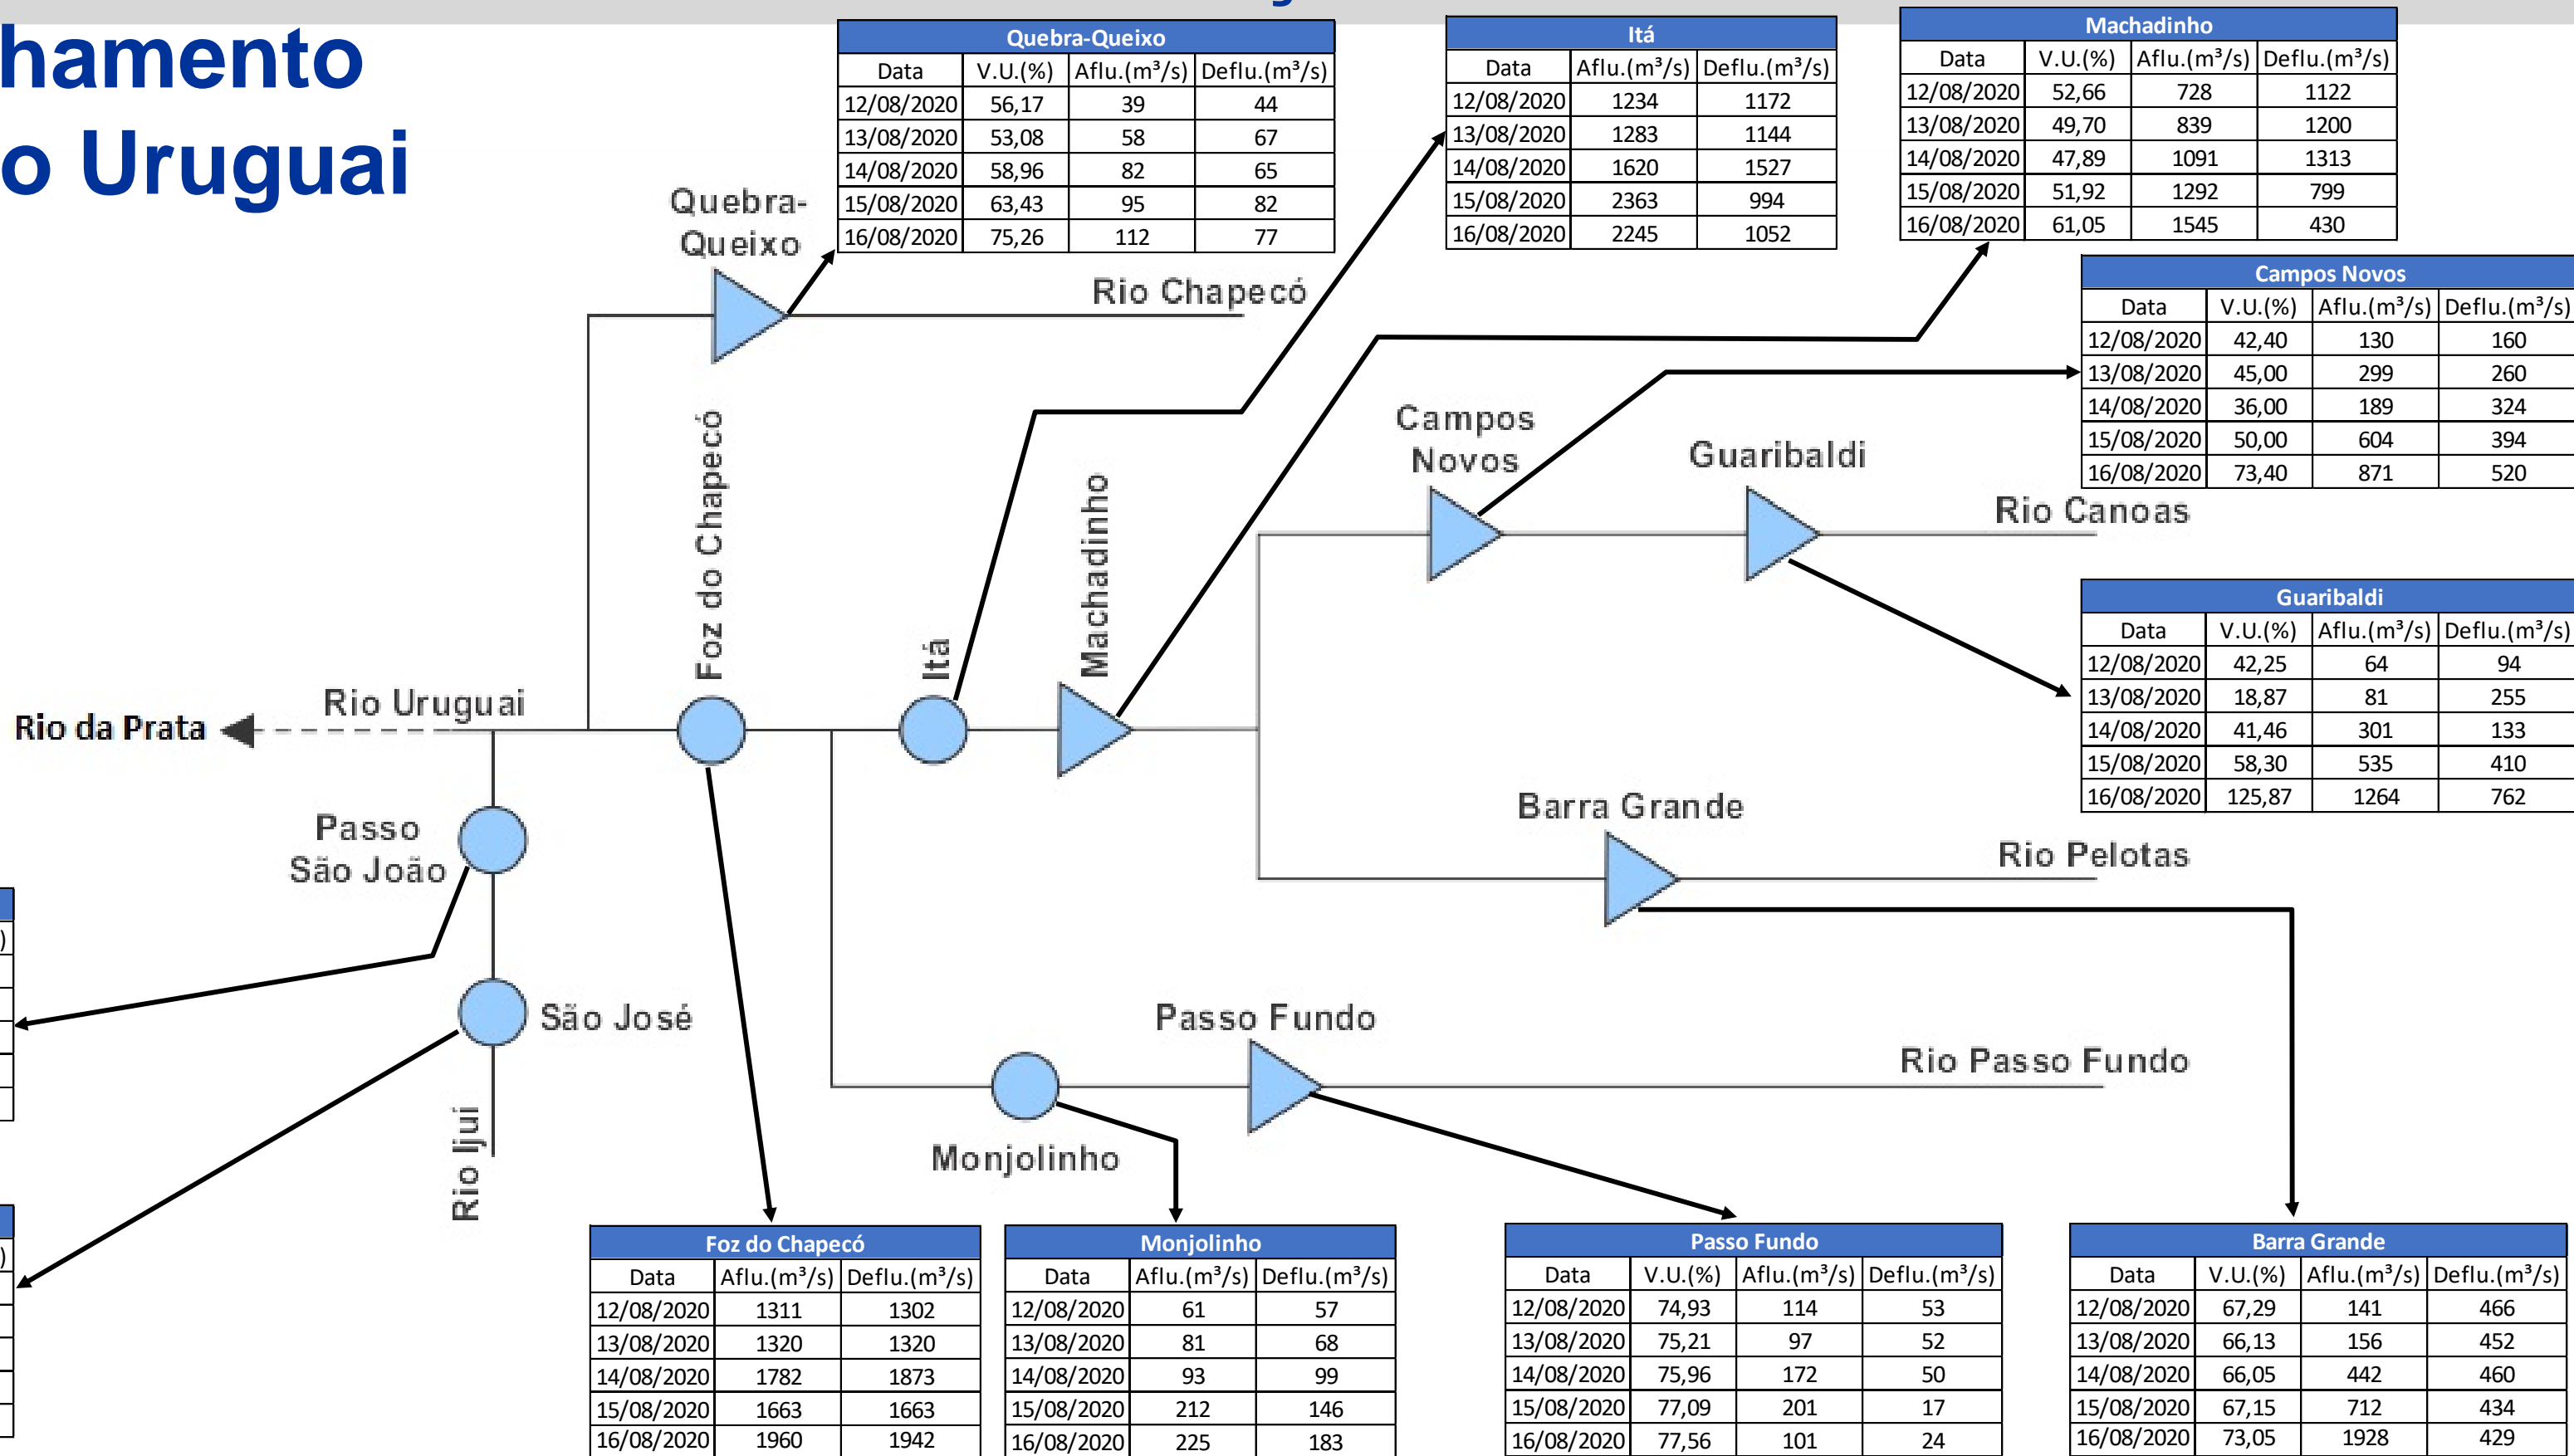 hamento
o Uruguai
Quebra-Queixo
Data V.U.(%) Aflu.(m³/s) Deflu.(m³/s)
12/08/2020 56,17 39 44
13/08/2020 53,08 58 67
14/08/2020 58,96 82 65
15/08/2020 63,43 95 82
16/08/2020 75,26 112 77
Itá
Data Aflu.(m³/s) Deflu.(m³/s)
12/08/2020 1234 1172
13/08/2020 1283 1144
14/08/2020 1620 1527
15/08/2020 2363 994
16/08/2020 2245 1052
Machadinho
Data V.U.(%) Aflu.(m³/s) Deflu.(m³/s)
12/08/2020 52,66 728 1122
13/08/2020 49,70 839 1200
14/08/2020 47,89 1091 1313
15/08/2020 51,92 1292 799
16/08/2020 61,05 1545 430
Campos Novos
Data V.U.(%) Aflu.(m³/s) Deflu.(m³/s)
12/08/2020 42,40 130 160
13/08/2020 45,00 299 260
14/08/2020 36,00 189 324
15/08/2020 50,00 604 394
16/08/2020 73,40 871 520
Quebra-
Queixo
Rio Chapecó
Foz do Chapecó
Itá
Machadinho
Campos
Novos
Guaribaldi
Rio Canoas
Guaribaldi
Data V.U.(%) Aflu.(m³/s) Deflu.(m³/s)
12/08/2020 42,25 64 94
13/08/2020 18,87 81 255
14/08/2020 41,46 301 133
15/08/2020 58,30 535 410
16/08/2020 125,87 1264 762
Rio da Prata
Rio Uruguai
Passo
São João
Barra Grande
Rio Pelotas
)
São José
Rio Ijui
Passo Fundo
Rio Passo Fundo
Monjolinho
)
Foz do Chapecó
Data Aflu.(m³/s) Deflu.(m³/s)
12/08/2020 1311 1302
13/08/2020 1320 1320
14/08/2020 1782 1873
15/08/2020 1663 1663
16/08/2020 1960 1942
Monjolinho
Data Aflu.(m³/s) Deflu.(m³/s)
12/08/2020 61 57
13/08/2020 81 68
14/08/2020 93 99
15/08/2020 212 146
16/08/2020 225 183
Passo Fundo
Data V.U.(%) Aflu.(m³/s) Deflu.(m³/s)
12/08/2020 74,93 114 53
13/08/2020 75,21 97 52
14/08/2020 75,96 172 50
15/08/2020 77,09 201 17
16/08/2020 77,56 101 24
Barra Grande
Data V.U.(%) Aflu.(m³/s) Deflu.(m³/s)
12/08/2020 67,29 141 466
13/08/2020 66,13 156 452
14/08/2020 66,05 442 460
15/08/2020 67,15 712 434
16/08/2020 73,05 1928 429